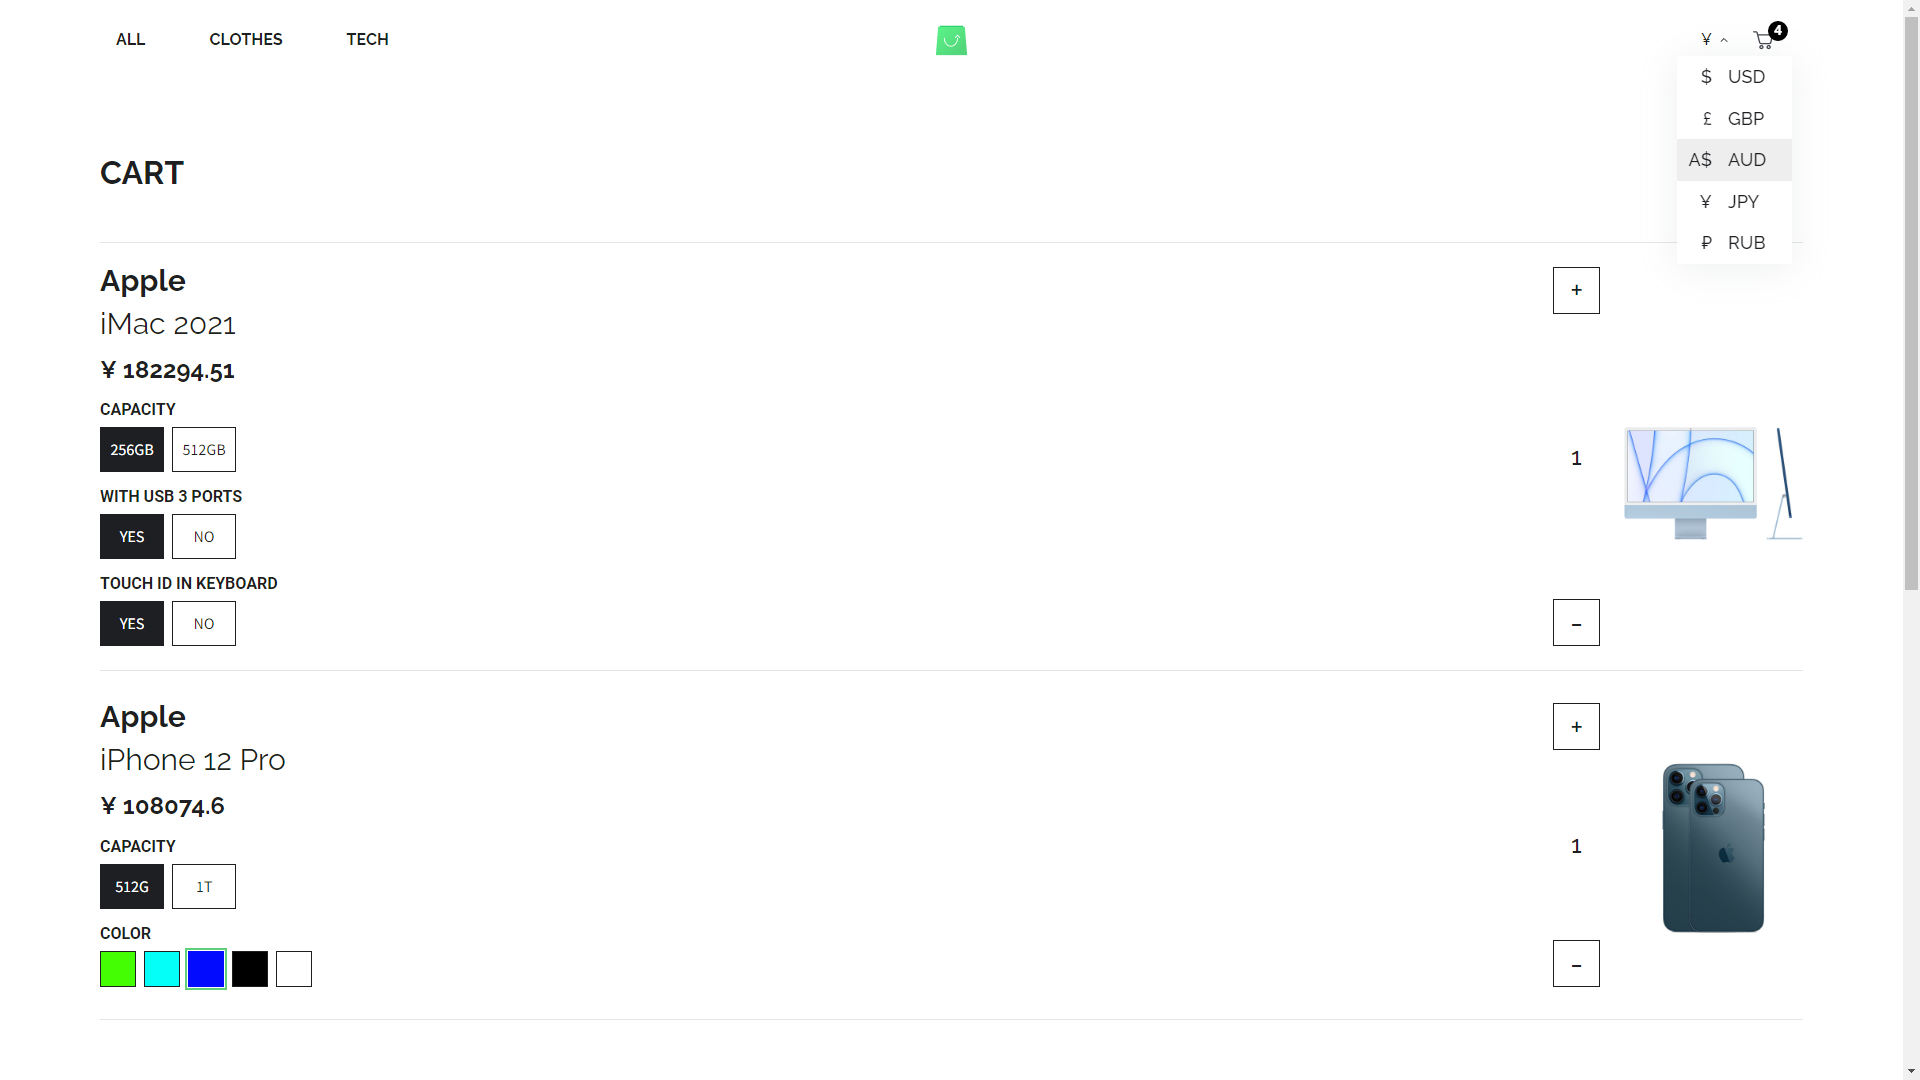 ALL CLOTHES TECH ¥ 4
$ USD
£ GBP
A$ AUD
¥ JPY
₽ RUB
CART
Apple
iMac 2021
¥ 182294.51
CAPACITY
256GB 512GB
WITH USB 3 PORTS
YES NO
TOUCH ID IN KEYBOARD
YES NO
+
1
-
Apple
iPhone 12 Pro
¥ 108074.6
CAPACITY
512G 1T
COLOR
+
1
-